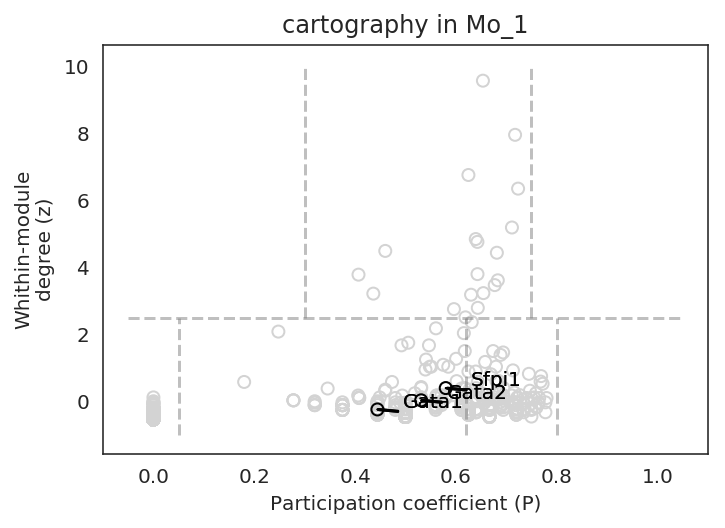 cartography in Mo_1
10
8
6
4
2
0
Whithin-module
degree (z)
Sfpi1
Gata2
Gata1
0.0 0.2 0.4 0.6 0.8 1.0
Participation coefficient (P)